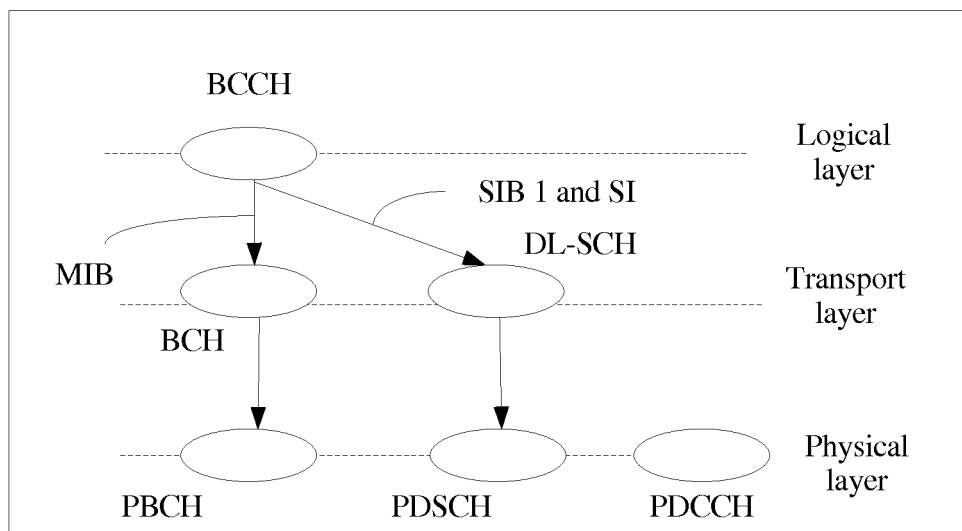 BCCH
Logical
layer
SIB 1 and SI
DL-SCH
MIB
Transport
layer
BCH
Physical
layer
PBCH
PDSCH
PDCCH